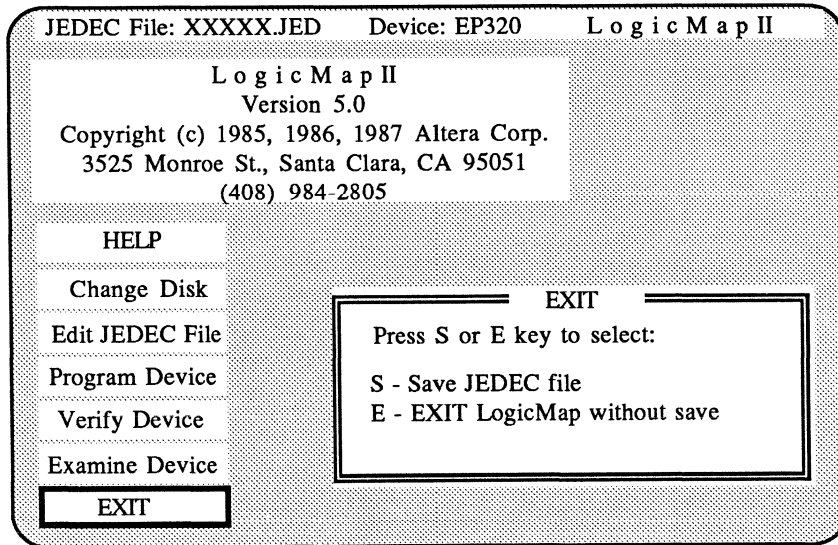 JEDEC File: XXXXX.JED Device: EP320 L o g i c M a p II
L o g i c M a p II
Version 5.0
Copyright (c) 1985, 1986, 1987 Altera Corp.
3525 Monroe St., Santa Clara, CA 95051
(408) 984-2805
HELP
Change Disk
Edit JEDEC File
Program Device
Verify Device
Examine Device
EXIT
EXIT
Press S or E key to select:
S - Save JEDEC file
E - EXIT LogicMap without save